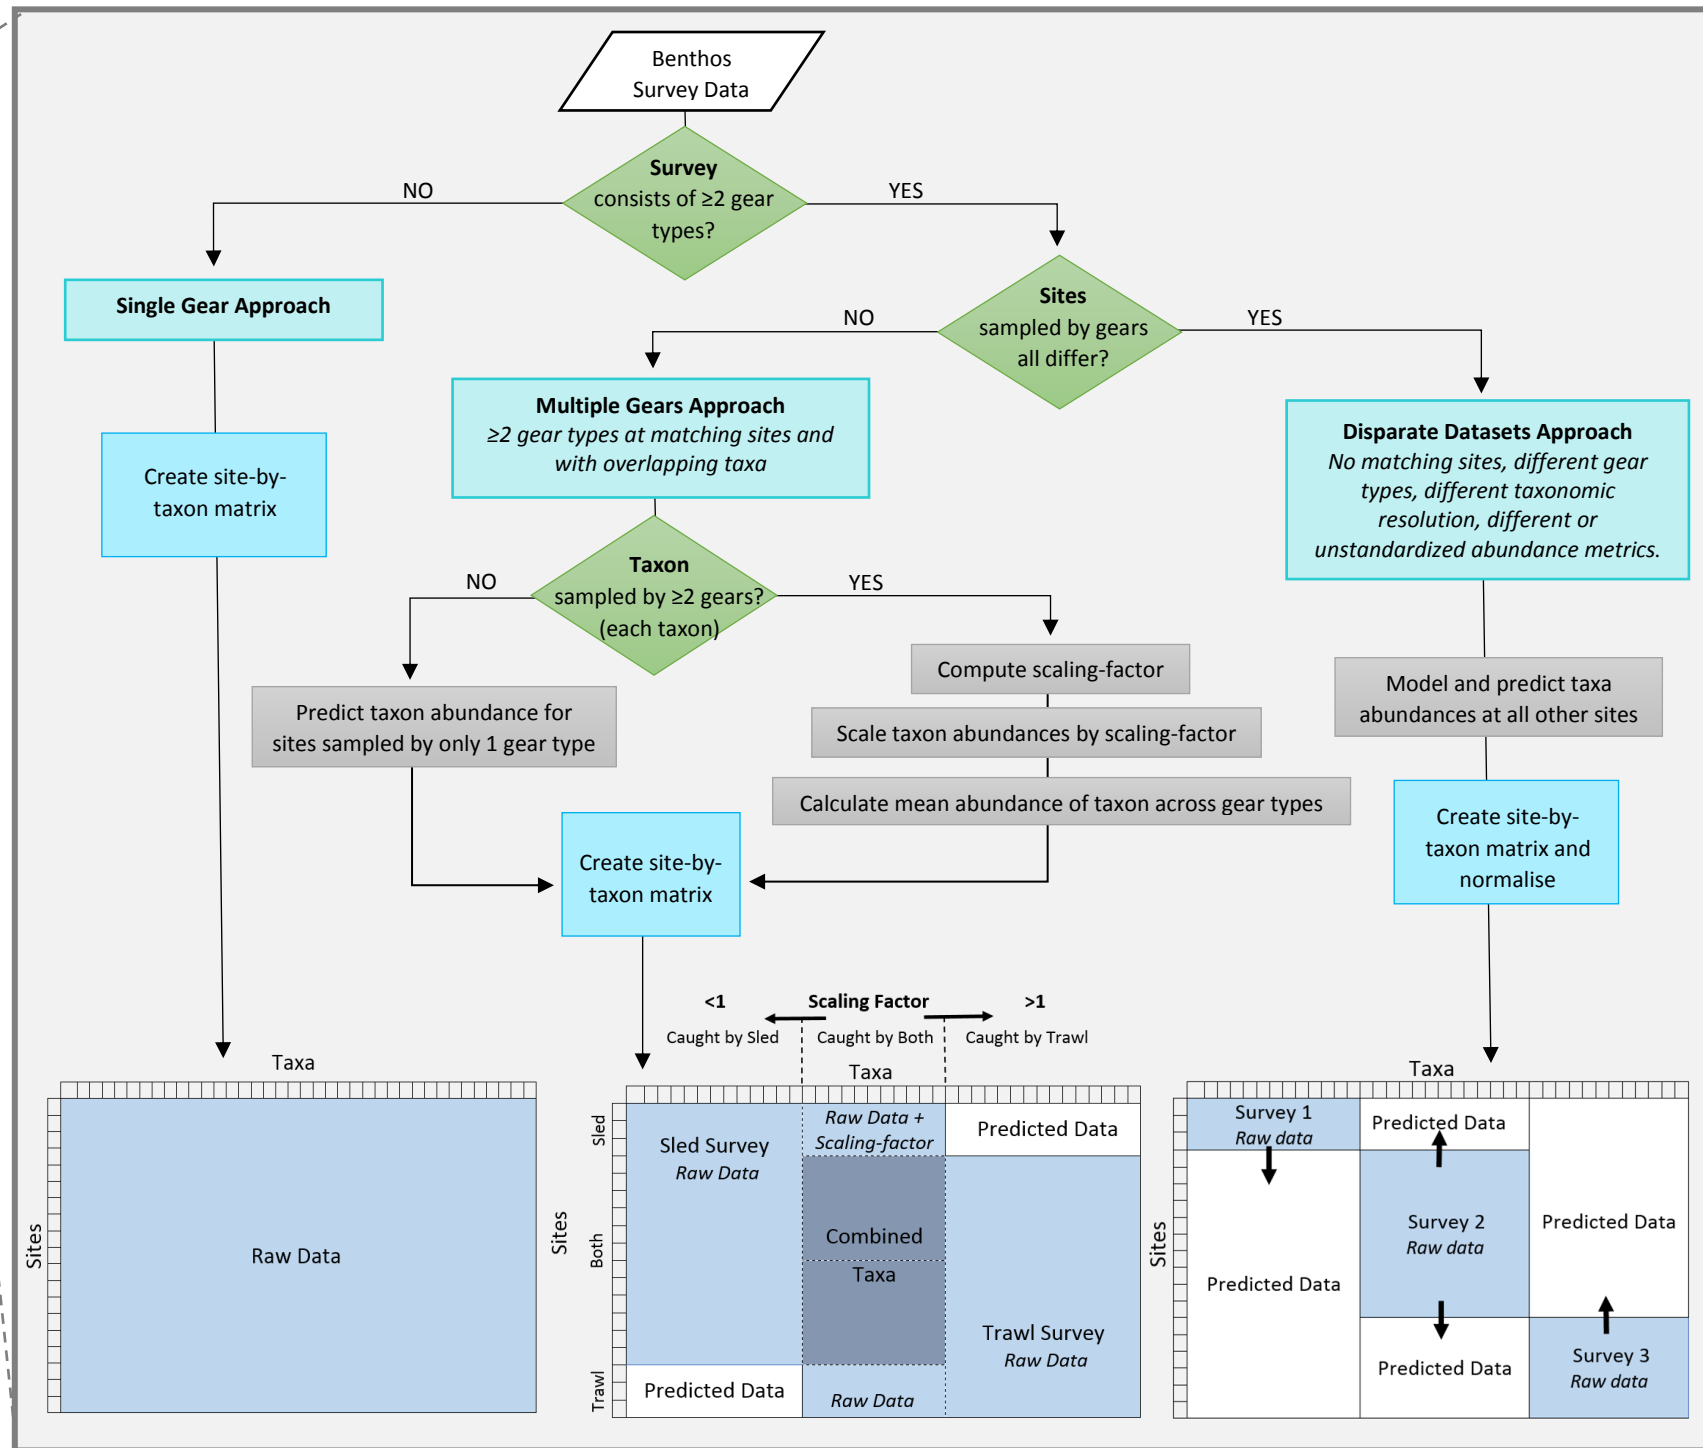 Benthos
Survey Data
Survey
consists of ≥2 gear
types?
NO
YES
Single Gear Approach
Sites
sampled by gears
all differ?
NO
YES
Multiple Gears Approach
≥2 gear types at matching sites and
with overlapping taxa
Disparate Datasets Approach
No matching sites, different gear
types, different taxonomic
resolution, different or
unstandardized abundance metrics.
Create site-by-
taxon matrix
Taxon
sampled by ≥2 gears?
(each taxon)
NO
YES
Predict taxon abundance for
sites sampled by only 1 gear type
Compute scaling-factor
Scale taxon abundances by scaling-factor
Calculate mean abundance of taxon across gear types
Model and predict taxa
abundances at all other sites
Create site-by-
taxon matrix
Create site-by-
taxon matrix and
normalise
<1
Scaling Factor
>1
Caught by Sled
Caught by Both
Caught by Trawl
Taxa
Sites
Raw Data
Taxa
Sites
Sled
Both
Trawl
Sled Survey
Raw Data
Raw Data +
Scaling-factor
Predicted Data
Combined
Taxa
Trawl Survey
Raw Data
Predicted Data
Raw Data
Taxa
Sites
Survey 1
Raw data
Predicted Data
Survey 2
Raw data
Predicted Data
Predicted Data
Predicted Data
Survey 3
Raw data